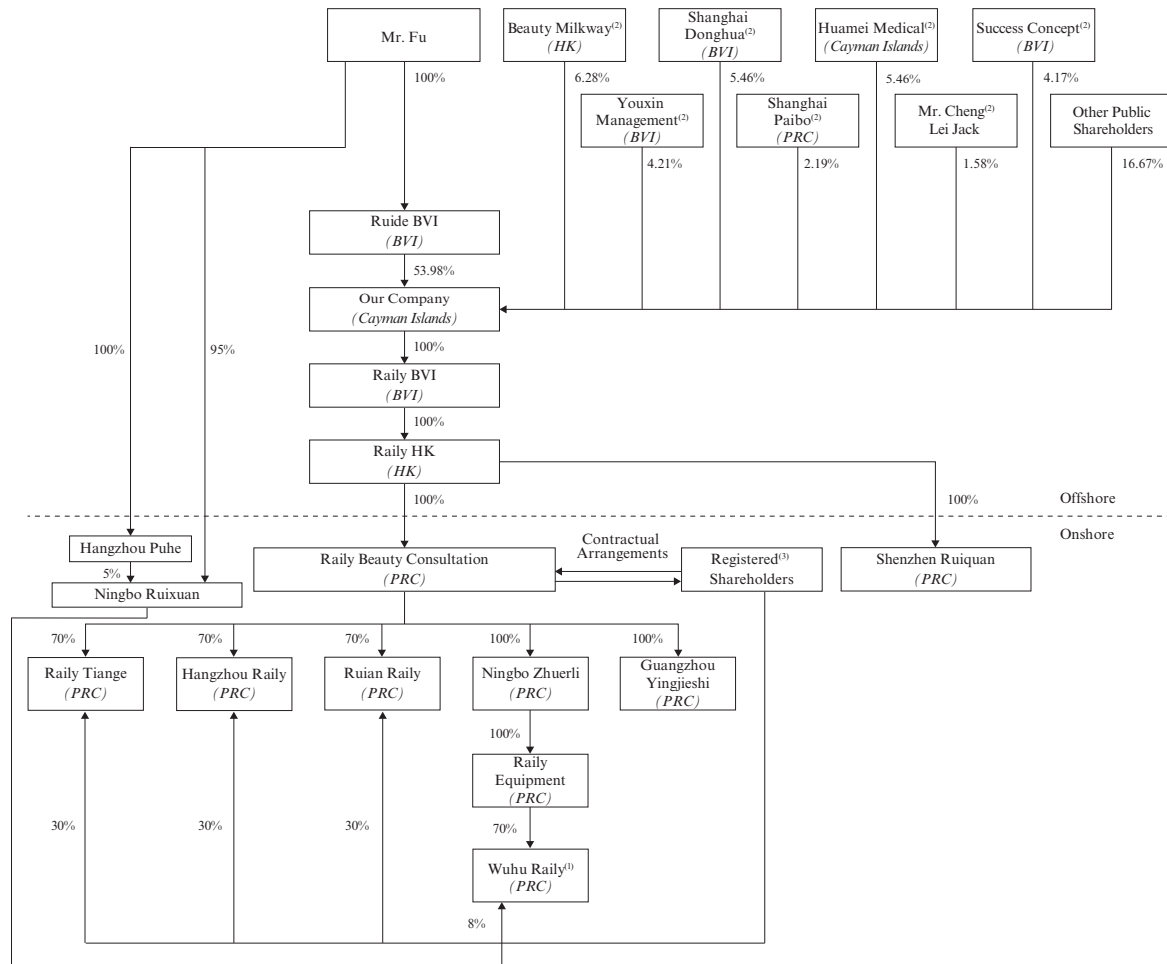 Mr. Fu
Beauty Milkway(2)
(HK)
Shanghai
Donghua(2)
(BVI)
Huamei Medical(2)
(Cayman Islands)
Success Concept(2)
(BVI)
100%
6.28%
5.46%
5.46%
4.17%
Youxin
Management(2)
(BVI)
Shanghai
Paibo(2)
(PRC)
Mr. Cheng(2)
Lei Jack
Other Public
Shareholders
4.21%
2.19%
1.58%
16.67%
Ruide BVI
(BVI)
53.98%
Our Company
(Cayman Islands)
100%
95%
100%
Raily BVI
(BVI)
100%
Raily HK
(HK)
100%
100%
Offshore
Onshore
Hangzhou Puhe
5%
Ningbo Ruixuan
Raily Beauty Consultation
(PRC)
Contractual
Arrangements
Registered(3)
Shareholders
Shenzhen Ruiquan
(PRC)
70%
70%
70%
100%
100%
Raily Tiange
(PRC)
Hangzhou Raily
(PRC)
Ruian Raily
(PRC)
Ningbo Zhuerli
(PRC)
Guangzhou
Yingjieshi
(PRC)
100%
Raily
Equipment
(PRC)
30%
30%
30%
70%
Wuhu Raily(1)
(PRC)
8%